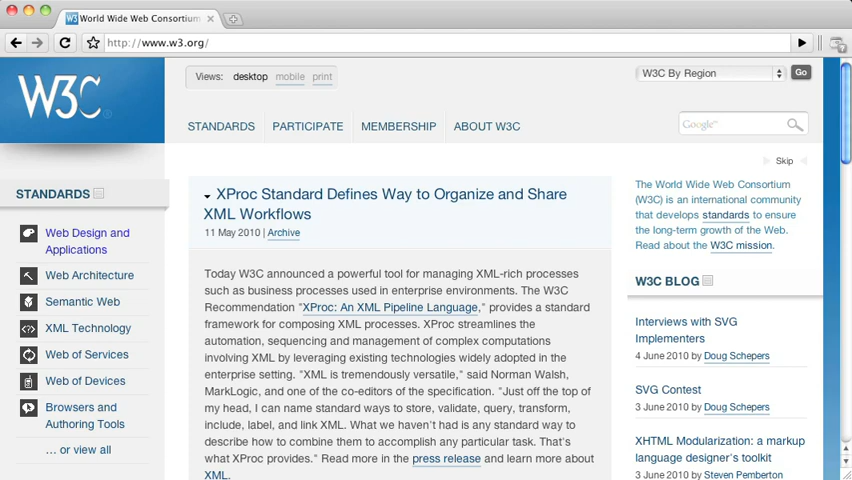 World Wide Web Consortium
http://www.w3.org/
W3C®
Views: desktop mobile print
W3C By Region
Go
STANDARDS PARTICIPATE MEMBERSHIP ABOUT W3C
Google™
Skip
STANDARDS
Web Design and
Applications
Web Architecture
Semantic Web
XML Technology
Web of Services
Web of Devices
Browsers and
Authoring Tools
… or view all
XProc Standard Defines Way to Organize and Share
XML Workflows
11 May 2010 | Archive
Today W3C announced a powerful tool for managing XML-rich processes
such as business processes used in enterprise environments. The W3C
Recommendation "XProc: An XML Pipeline Language," provides a standard
framework for composing XML processes. XProc streamlines the
automation, sequencing and management of complex computations
involving XML by leveraging existing technologies widely adopted in the
enterprise setting. "XML is tremendously versatile," said Norman Walsh,
MarkLogic, and one of the co-editors of the specification. "Just off the top of
my head, I can name standard ways to store, validate, query, transform,
include, label, and link XML. What we haven't had is any standard way to
describe how to combine them to accomplish any particular task. That's
what XProc provides." Read more in the press release and learn more about
XML.
The World Wide Web Consortium
(W3C) is an international community
that develops standards to ensure
the long-term growth of the Web.
Read about the W3C mission.
W3C BLOG
Interviews with SVG
Implementers
4 June 2010 by Doug Schepers
SVG Contest
3 June 2010 by Doug Schepers
XHTML Modularization: a markup
language designer's toolkit
3 June 2010 by Steven Pemberton